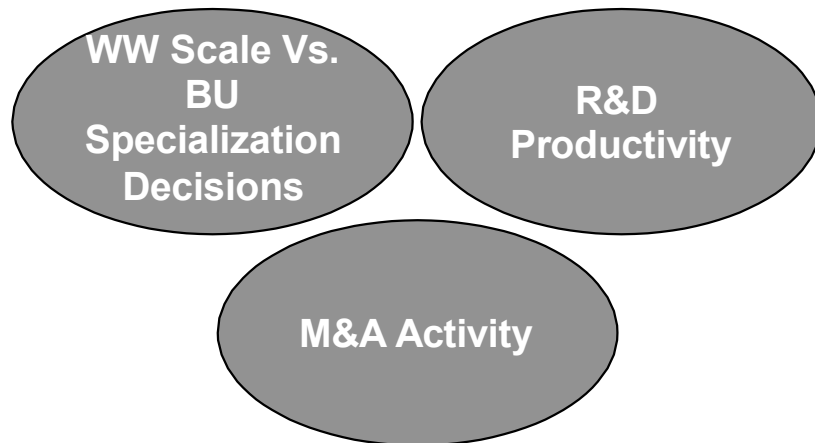 WW Scale Vs.
BU
Specialization
Decisions
R&D
Productivity
M&A Activity